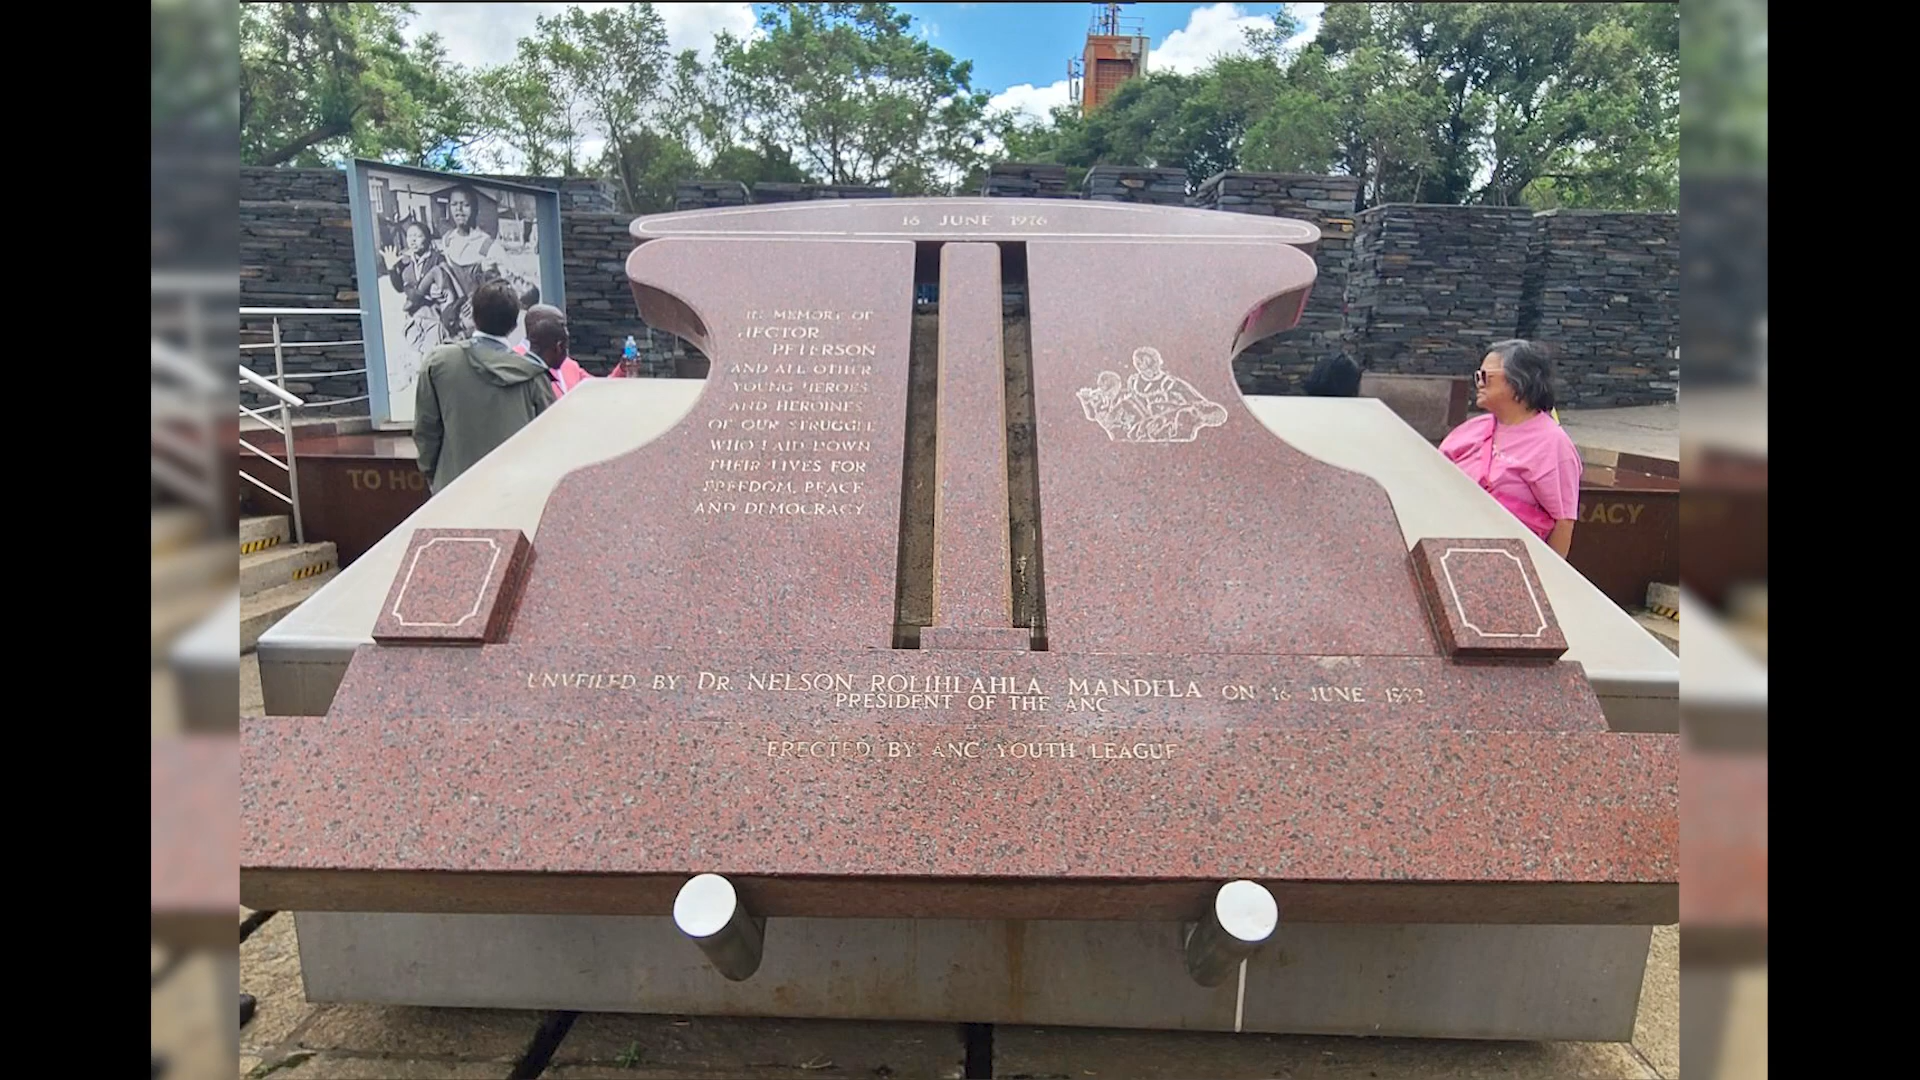 16 JUNE 1976
IN MEMORY OF
HECTOR
PETERSON
AND ALL OTHER
YOUNG HEROES
AND HEROINES
OF OUR STRUGGLE
WHO LAID DOWN
THEIR LIVES FOR
FREEDOM, PEACE
AND DEMOCRACY
TO HO
RACY
UNVEILED BY DR. NELSON ROLIHLAHLA MANDELA ON 16 JUNE 1992
PRESIDENT OF THE ANC
ERECTED BY ANC YOUTH LEAGUE